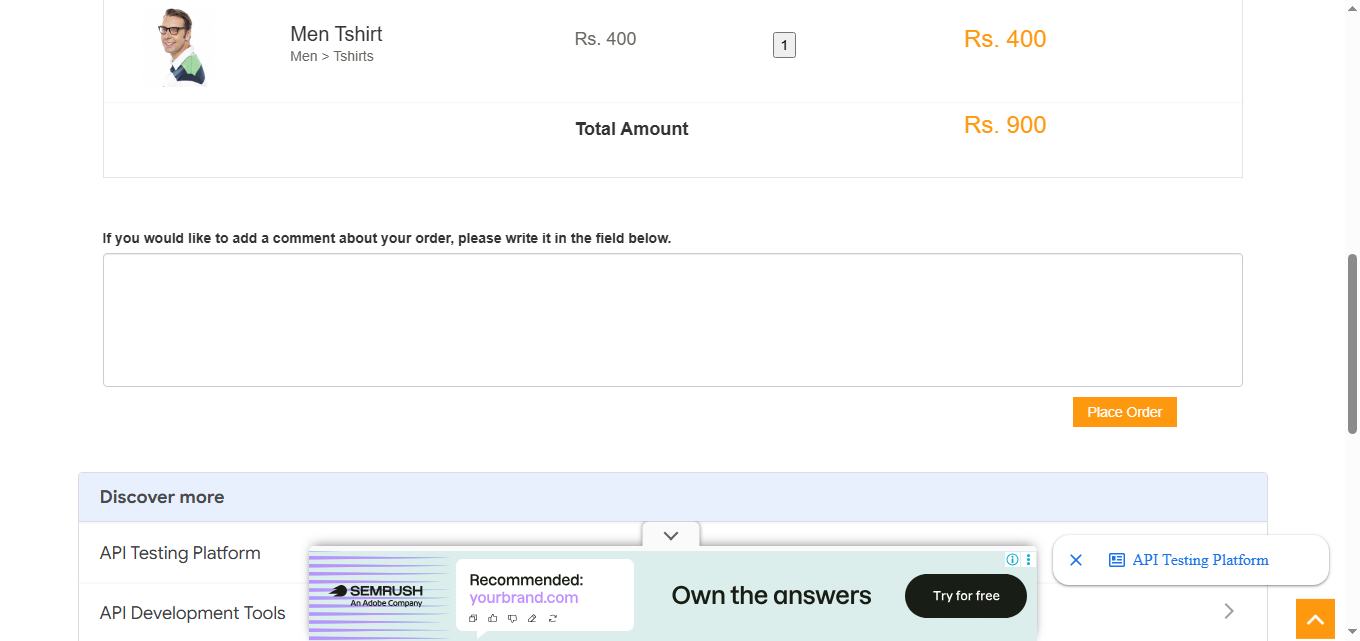 Men Tshirt
Men > Tshirts
Rs. 400
1
Rs. 400
Total Amount
Rs. 900
If you would like to add a comment about your order, please write it in the field below.
Place Order
Discover more
API Testing Platform
API Development Tools
SEMRUSH
An Adobe Company
Recommended:
yourbrand.com
Own the answers
Try for free
API Testing Platform